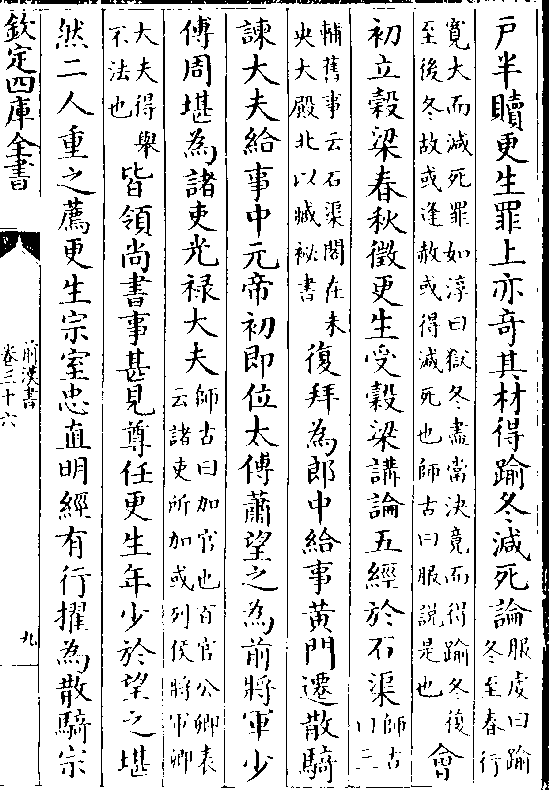 戸半贖更生罪上亦竒其材得踰冬減死論服虔曰踰冬至春行
寛大而減死罪如淳曰獄冬盡當決竟而得踰冬復至後冬故或逢赦或得減死也師古曰服說是也會
初立榖梁春秋徵更生受榖梁講論五經於石渠師古曰三
輔舊事云石渠閣在未央大殿北以臧祕書復拜為郎中給事黄門遷散騎
諫大夫給事中元帝初即位太傅蕭望之為前將軍少
傅周堪為諸吏光禄大夫師古曰加官也百官公卿表云諸吏所加或列侯將軍卿
大夫得舉不法也皆領尚書事甚見尊任更生年少於望之堪
然二人重之薦更生宗室忠直明經有行擢為散騎宗
欽定四庫全書
前漢書
卷三十六
九